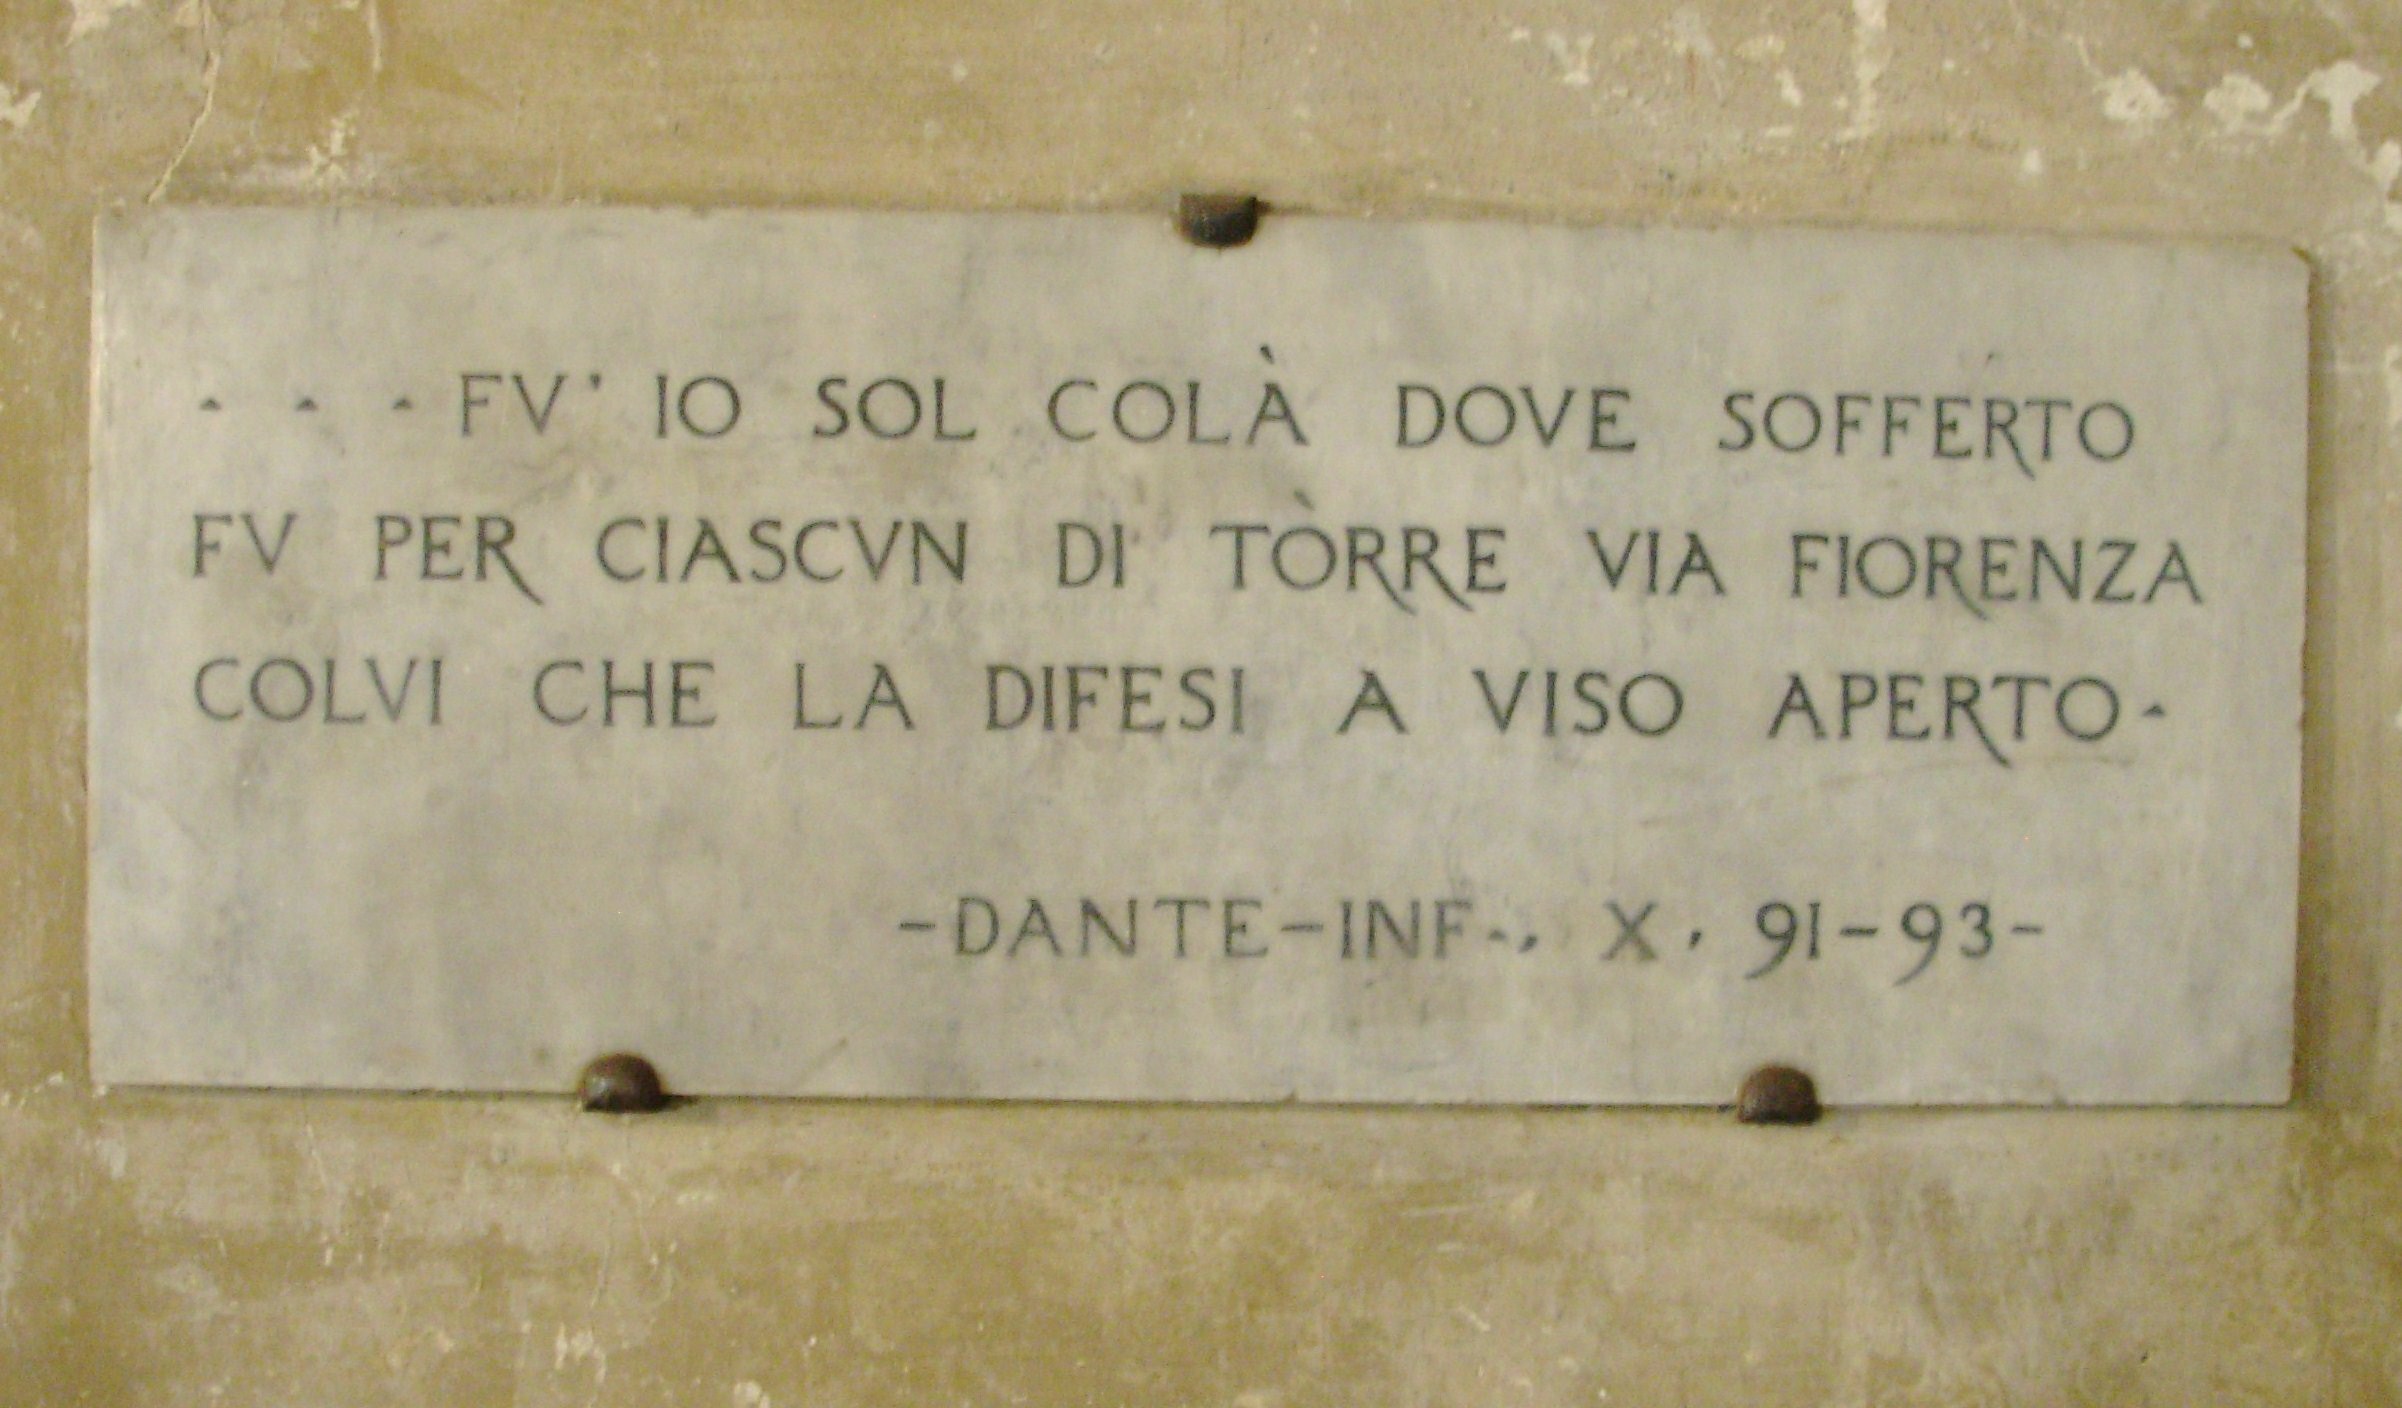 . . . FV' IO SOL COLÀ DOVE SOFFERTO
FV PER CIASCVN DI TÒRRE VIA FIORENZA
COLVI CHE LA DIFESI A VISO APERTO.
-DANTE-INF., X, 91-93-